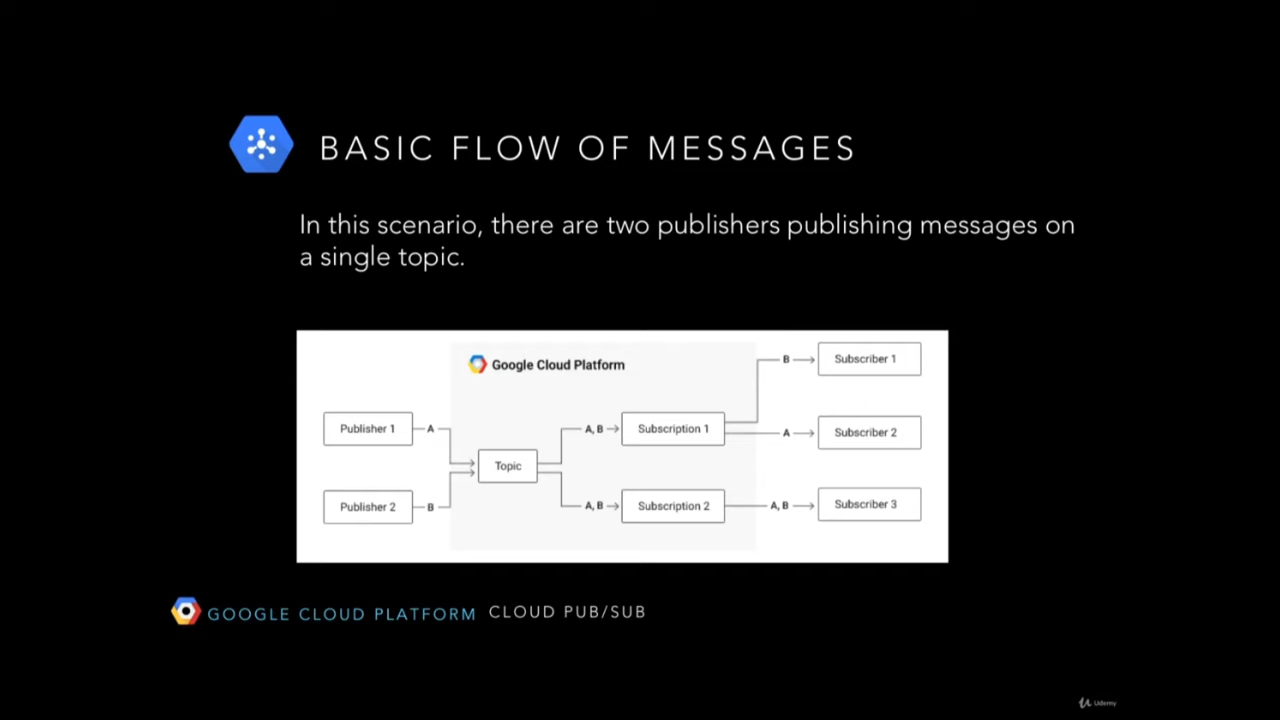 BASIC FLOW OF MESSAGES
In this scenario, there are two publishers publishing messages on
a single topic.
Google Cloud Platform
B
Subscriber 1
Publisher 1
A
A, B
Subscription 1
A
Subscriber 2
Topic
Publisher 2
B
A, B
Subscription 2
A, B
Subscriber 3
GOOGLE CLOUD PLATFORM CLOUD PUB/SUB
Udemy